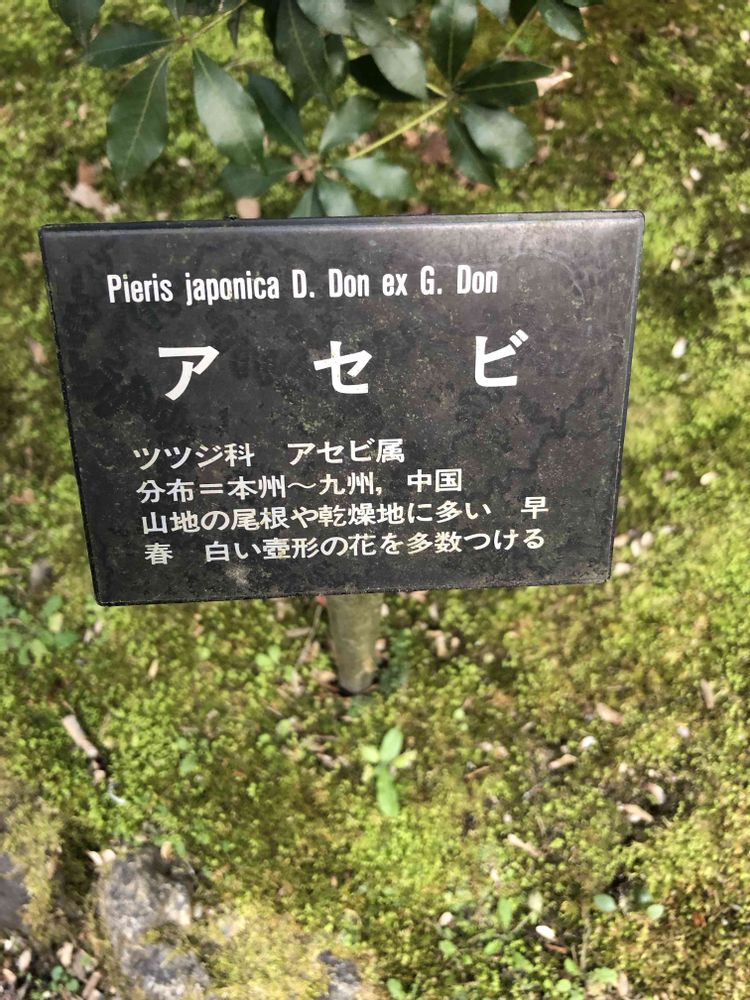 Pieris japonica D. Don ex G. Don
アセビ
ツツジ科　アセビ属
分布＝本州～九州，中国
山地の尾根や乾燥地に多い　早
春　白い壺形の花を多数つける